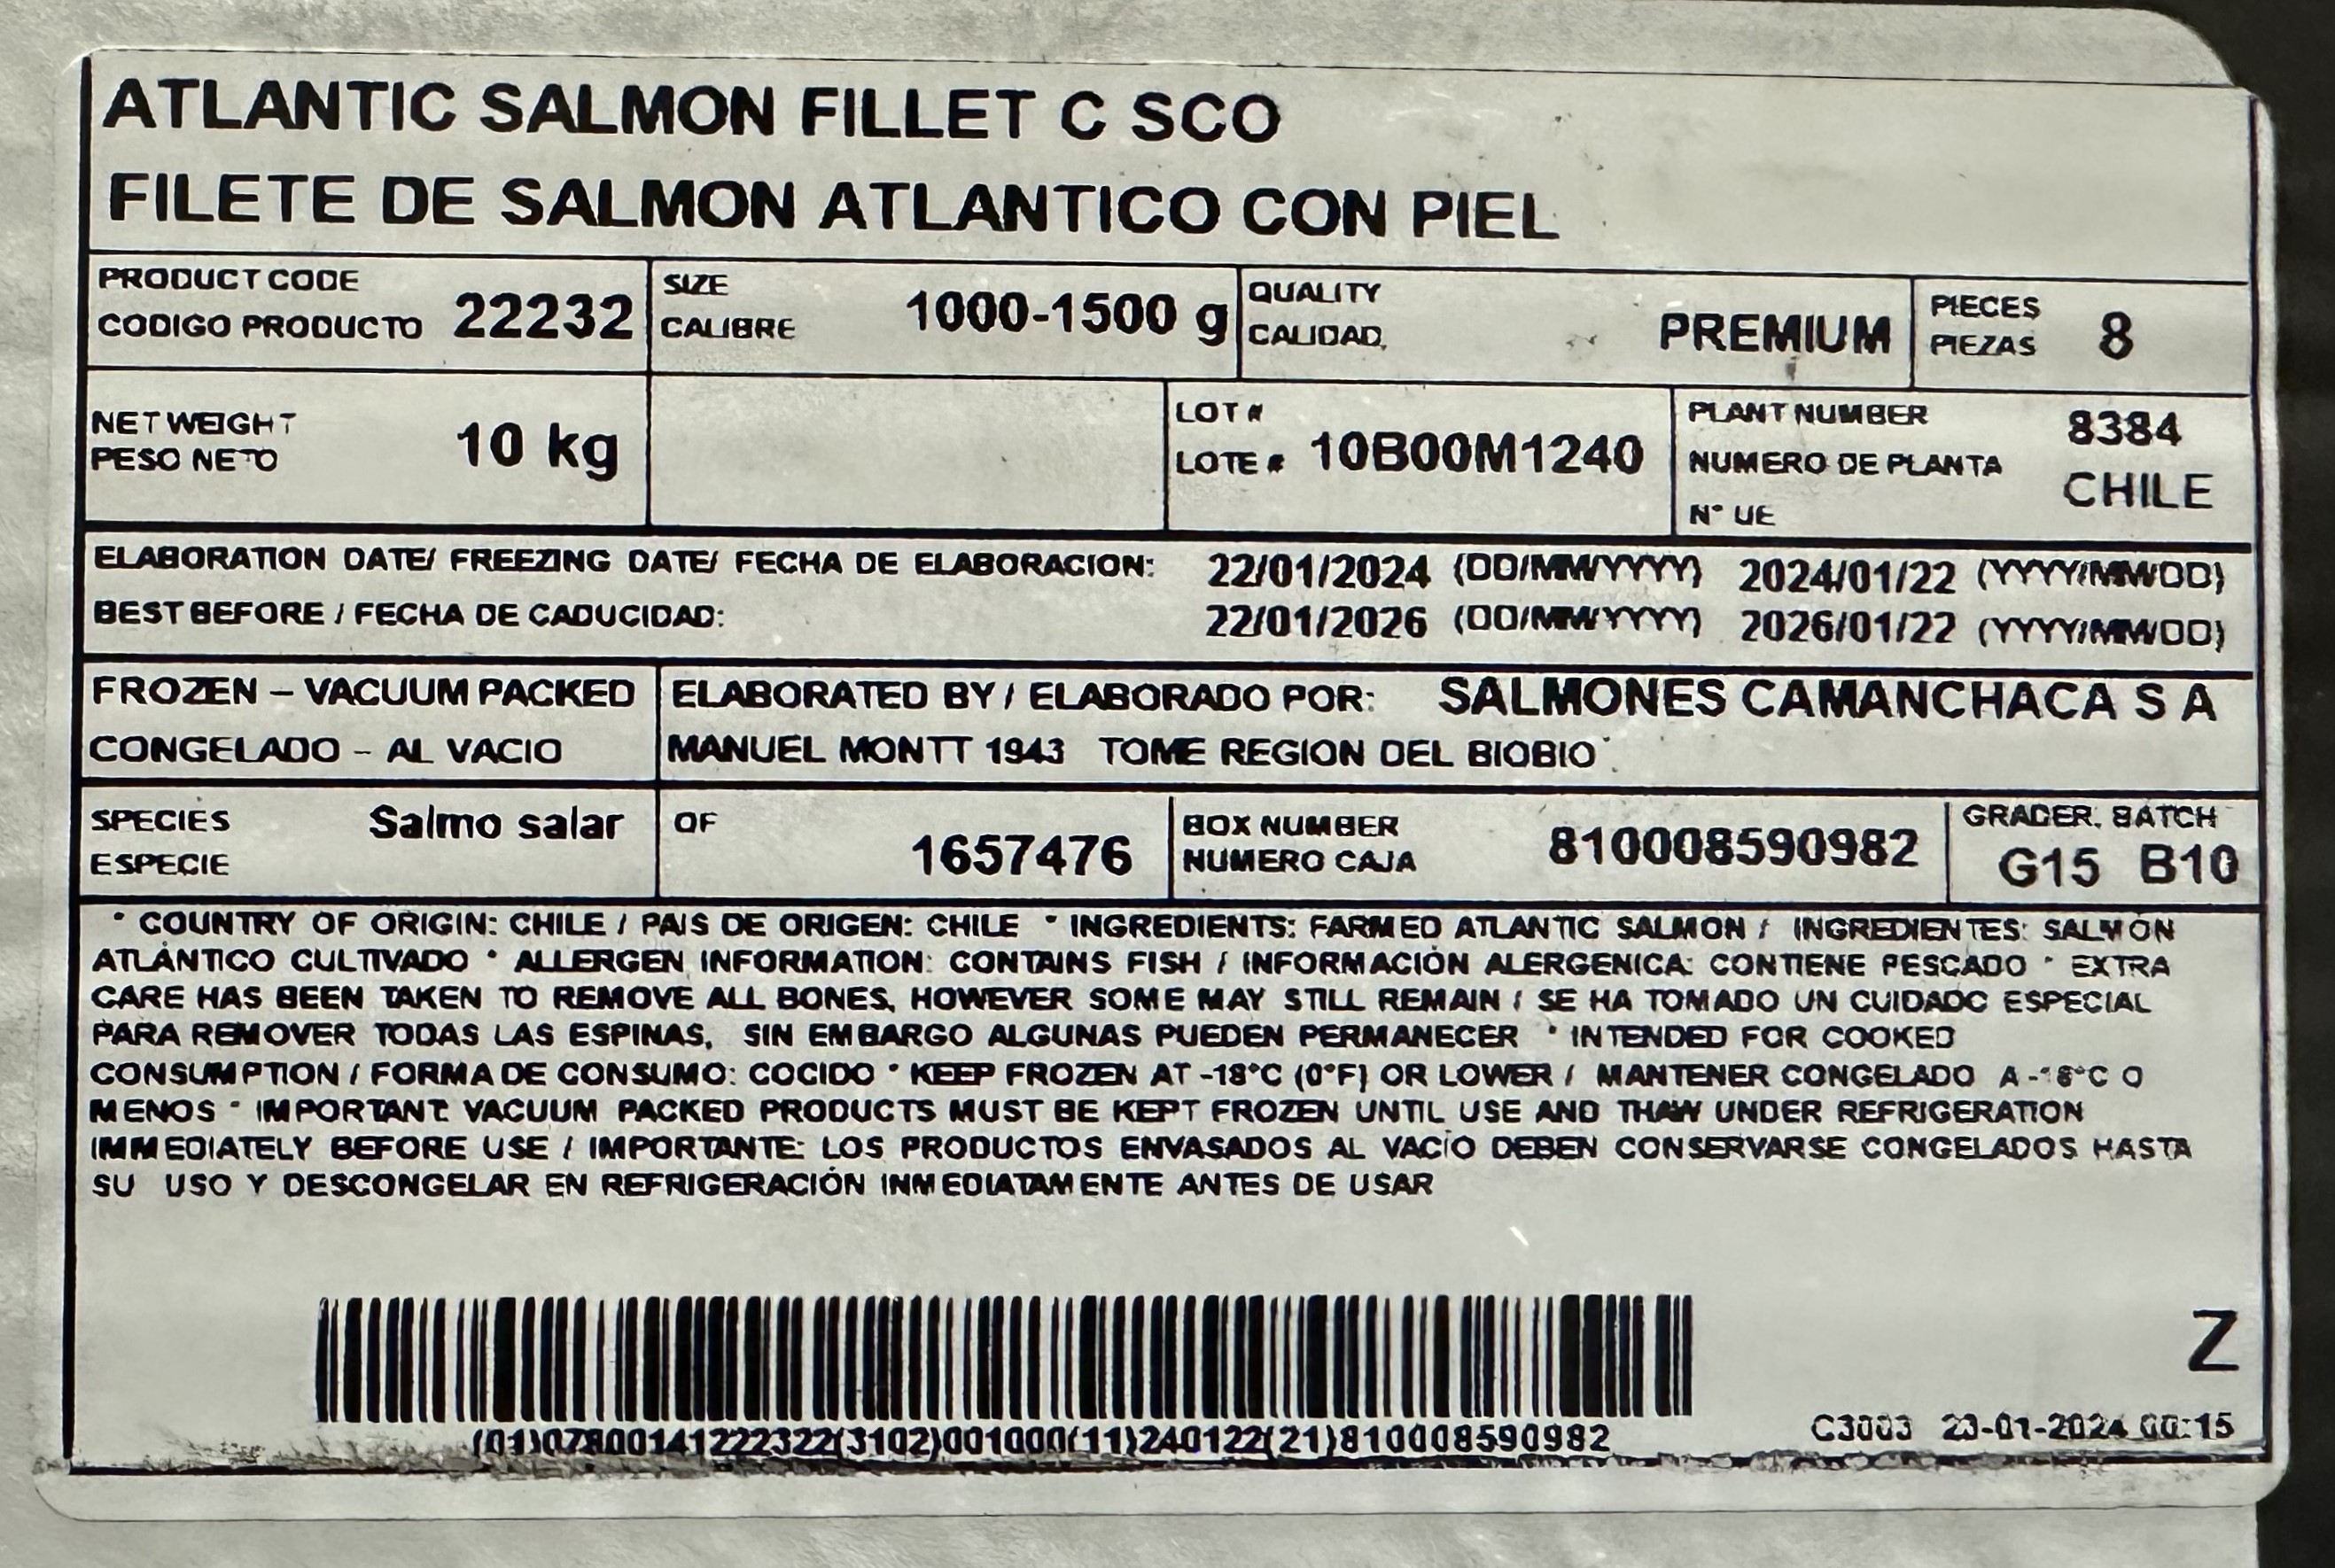 ATLANTIC SALMON FILLET C SCO
FILETE DE SALMON ATLANTICO CON PIEL
PRODUCT CODE
CODIGO PRODUCTO 22232
SIZE
CALIBRE 1000-1500 g
QUALITY
CALIDAD PREMIUM
PIECES
PIEZAS 8
NET WEIGHT
PESO NETO 10 kg
LOT #
LOTE # 10B00M1240
PLANT NUMBER 8384
NUMERO DE PLANTA
N° UE CHILE
ELABORATION DATE/ FREEZING DATE/ FECHA DE ELABORACION: 22/01/2024 (DD/MM/YYYY) 2024/01/22 (YYYY/MM/DD)
BEST BEFORE / FECHA DE CADUCIDAD: 22/01/2026 (DD/MM/YYYY) 2026/01/22 (YYYY/MM/DD)
FROZEN – VACUUM PACKED
CONGELADO – AL VACIO
ELABORATED BY / ELABORADO POR: SALMONES CAMANCHACA S A
MANUEL MONTT 1943 TOME REGION DEL BIOBIO
SPECIES Salmo salar
ESPECIE
OF
1657476
BOX NUMBER
NUMERO CAJA 810008590982
GRADER. BATCH
G15 B10
* COUNTRY OF ORIGIN: CHILE / PAIS DE ORIGEN: CHILE * INGREDIENTS: FARMED ATLANTIC SALMON / INGREDIENTES: SALMÓN
ATLÁNTICO CULTIVADO * ALLERGEN INFORMATION: CONTAINS FISH / INFORMACIÓN ALERGENICA: CONTIENE PESCADO * EXTRA
CARE HAS BEEN TAKEN TO REMOVE ALL BONES, HOWEVER SOME MAY STILL REMAIN / SE HA TOMADO UN CUIDADO ESPECIAL
PARA REMOVER TODAS LAS ESPINAS, SIN EMBARGO ALGUNAS PUEDEN PERMANECER * INTENDED FOR COOKED
CONSUMPTION / FORMA DE CONSUMO: COCIDO * KEEP FROZEN AT -18°C (0°F) OR LOWER / MANTENER CONGELADO A -18°C O
MENOS * IMPORTANT: VACUUM PACKED PRODUCTS MUST BE KEPT FROZEN UNTIL USE AND THAW UNDER REFRIGERATION
IMMEDIATELY BEFORE USE / IMPORTANTE: LOS PRODUCTOS ENVASADOS AL VACÍO DEBEN CONSERVARSE CONGELADOS HASTA
SU USO Y DESCONGELAR EN REFRIGERACIÓN INMEDIATAMENTE ANTES DE USAR
Z
(01)07800141222322(3102)001000(11)240122(21)810008590982
C3003 23-01-2024 00:15